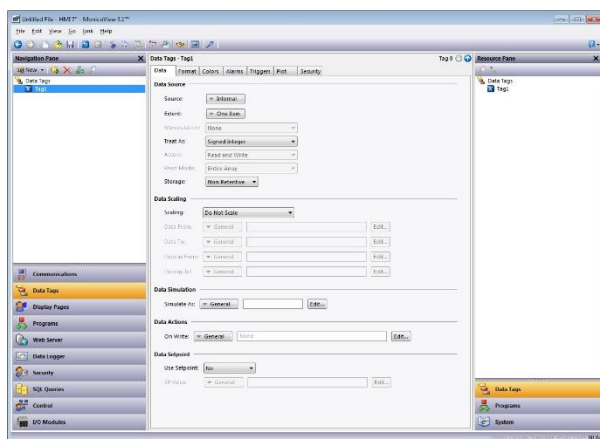 Untitled File - HMI7" - MonicoView 3.1™
File Edit View Go Link Help
Navigation Pane
Data Tags - Tag1
Tag 0
Resource Pane
New
Data Format Colors Alarms Triggers Plot Security
Data Tags
Tag1
Data Tags
Tag1
Data Source
Source: Internal
Extent: One Item
Manipulation: None
Treat As: Signed Integer
Access: Read and Write
Read Mode: Entire Array
Storage: Non-Retentive
Data Scaling
Scaling: Do Not Scale
Data From: General Edit...
Data To: General Edit...
Display From: General Edit...
Display To: General Edit...
Data Simulation
Simulate As: General Edit...
Data Actions
On Write: General None Edit...
Data Setpoint
Use Setpoint: No
SP Value: General Edit...
Communications
Data Tags
Display Pages
Programs
Web Server
Data Logger
Security
SQL Queries
Control
I/O Modules
Data Tags
Programs
System
NUM